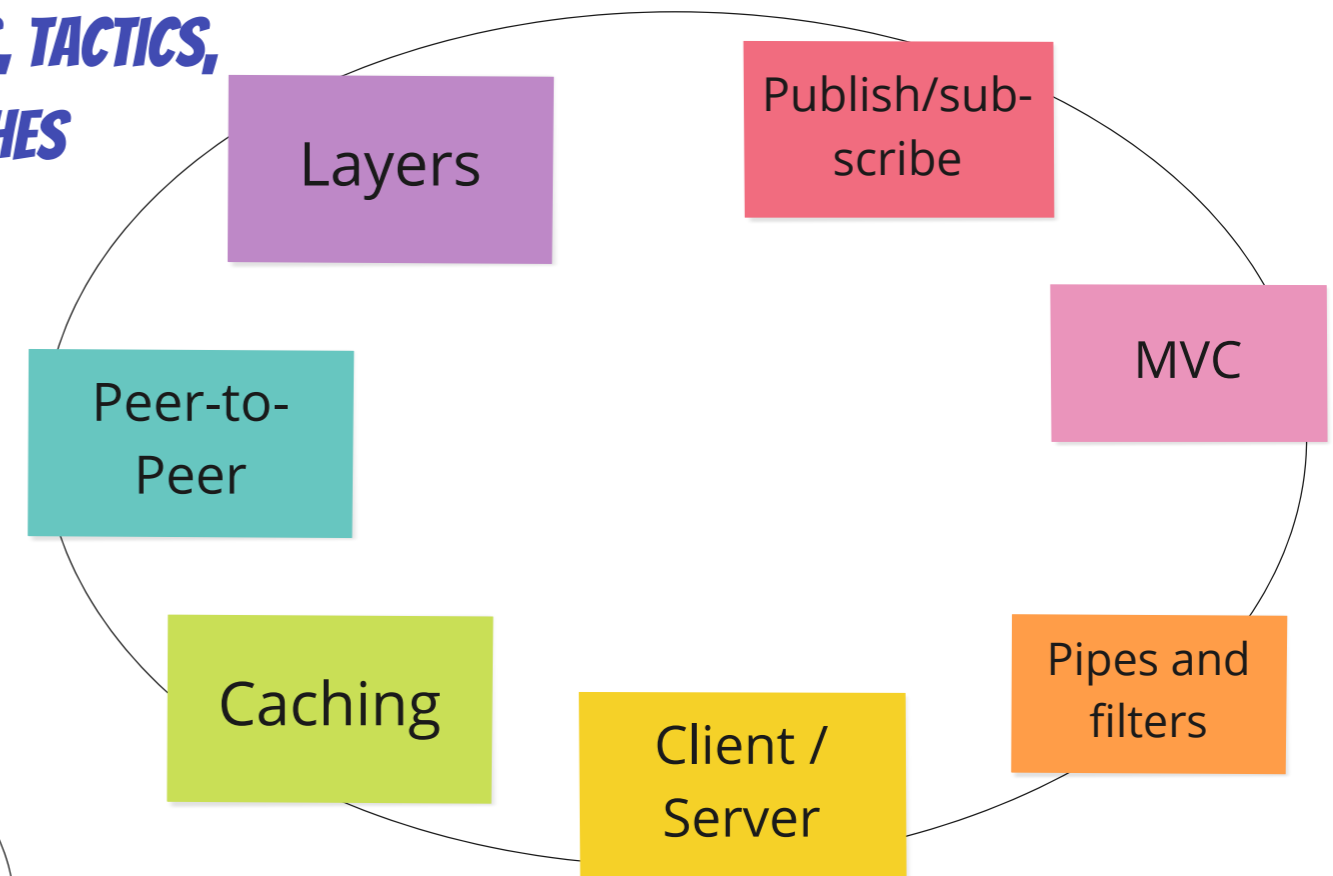 , TACTICS,
HES
Layers
Publish/sub-
scribe
MVC
Peer-to-
Peer
Pipes and
filters
Caching
Client /
Server